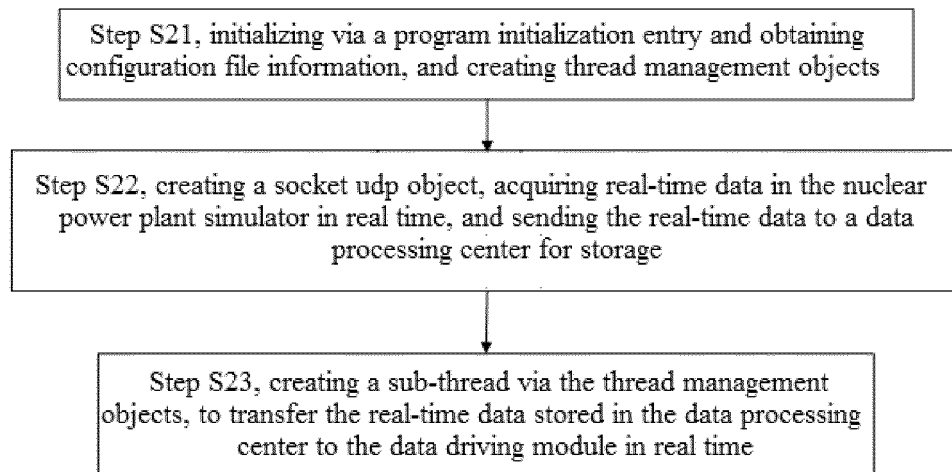 Step S21, initializing via a program initialization entry and obtaining
configuration file information, and creating thread management objects
Step S22, creating a socket udp object, acquiring real-time data in the nuclear
power plant simulator in real time, and sending the real-time data to a data
processing center for storage
Step S23, creating a sub-thread via the thread management
objects, to transfer the real-time data stored in the data processing
center to the data driving module in real time